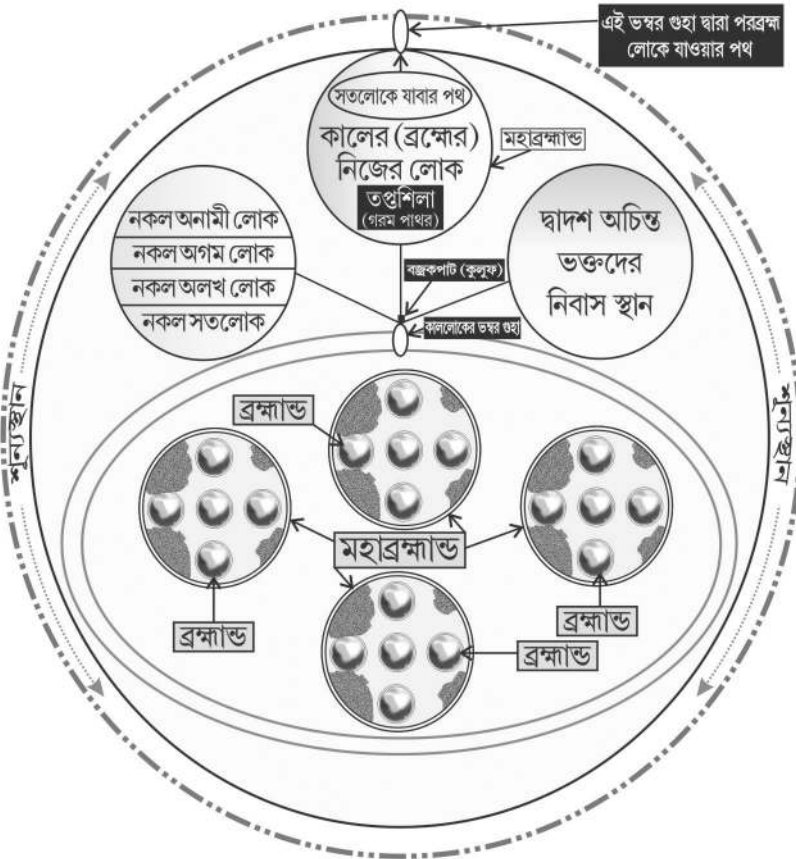 এই ভম্বর গুহা দ্বারা পরব্রহ্ম
লোকে যাওয়ার পথ
সতলোকে যাবার পথ
কালের (ব্রহ্মের)
নিজের লোক
তপ্তশিলা
(গরম পাথর)
মহাব্রহ্মান্ড
নকল অনামী লোক
নকল অগম লোক
নকল অলখ লোক
নকল সতলোক
দ্বাদশ অচিন্ত
ভক্তদের
নিবাস স্থান
বজ্রকপাট (কুলুফ)
কাললোকের ভম্বর গুহা
শূন্যস্থান
শূন্যস্থান
ব্রহ্মান্ড
মহাব্রহ্মান্ড
ব্রহ্মান্ড
ব্রহ্মান্ড
ব্রহ্মান্ড